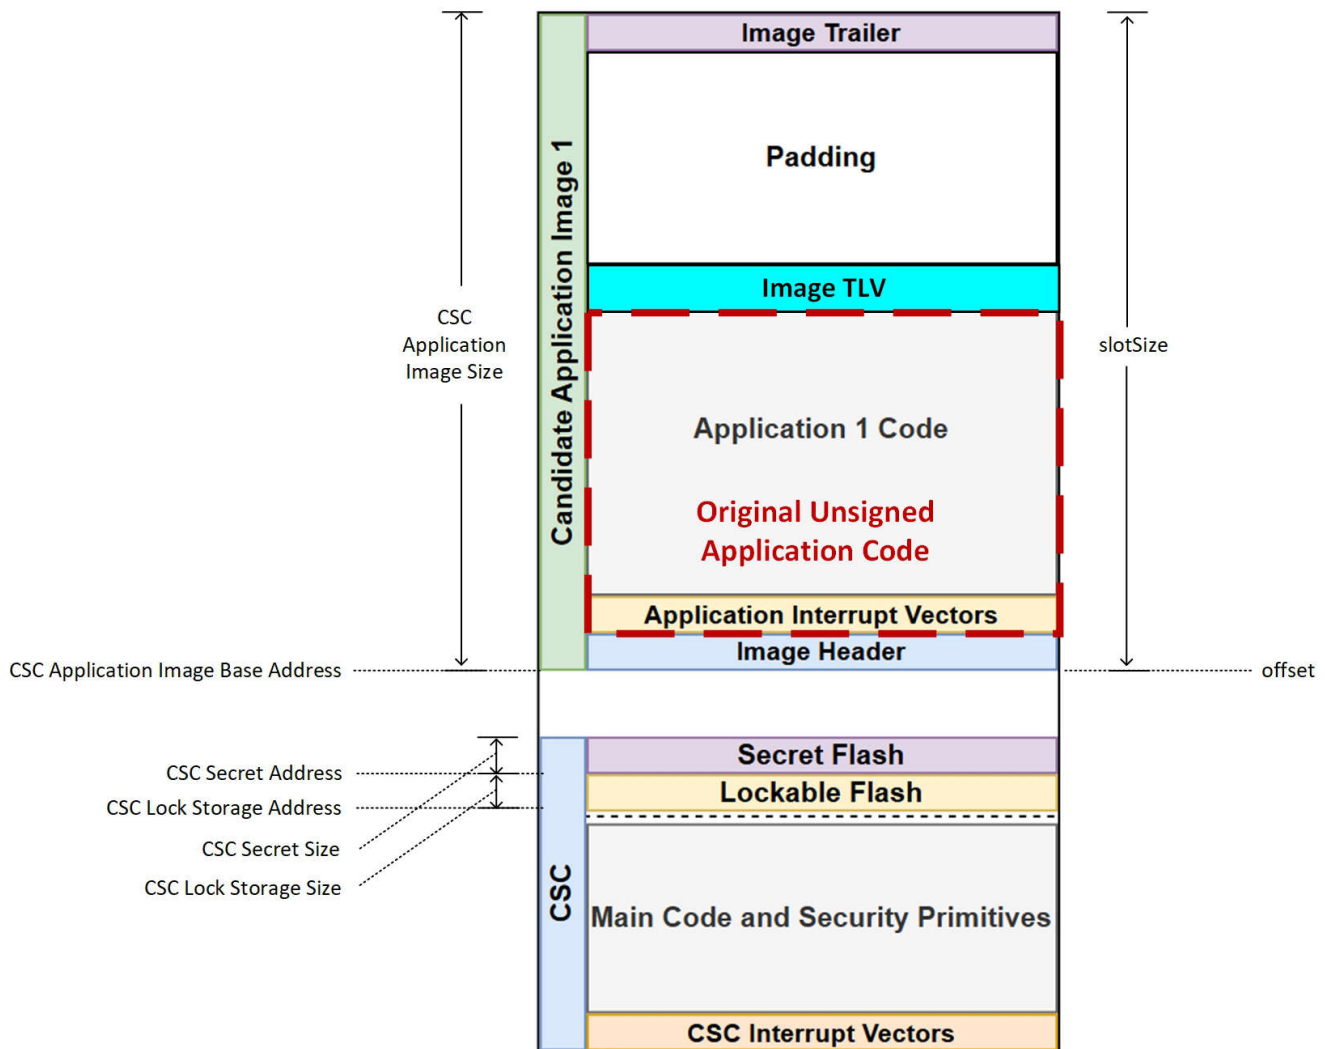 Image Trailer
Padding
Candidate Application Image 1
Image TLV
CSC
Application
Image Size
slotSize
Application 1 Code
Original Unsigned
Application Code
Application Interrupt Vectors
Image Header
CSC Application Image Base Address
offset
Secret Flash
CSC Secret Address
Lockable Flash
CSC Lock Storage Address
CSC Secret Size
CSC Lock Storage Size
CSC
Main Code and Security Primitives
CSC Interrupt Vectors